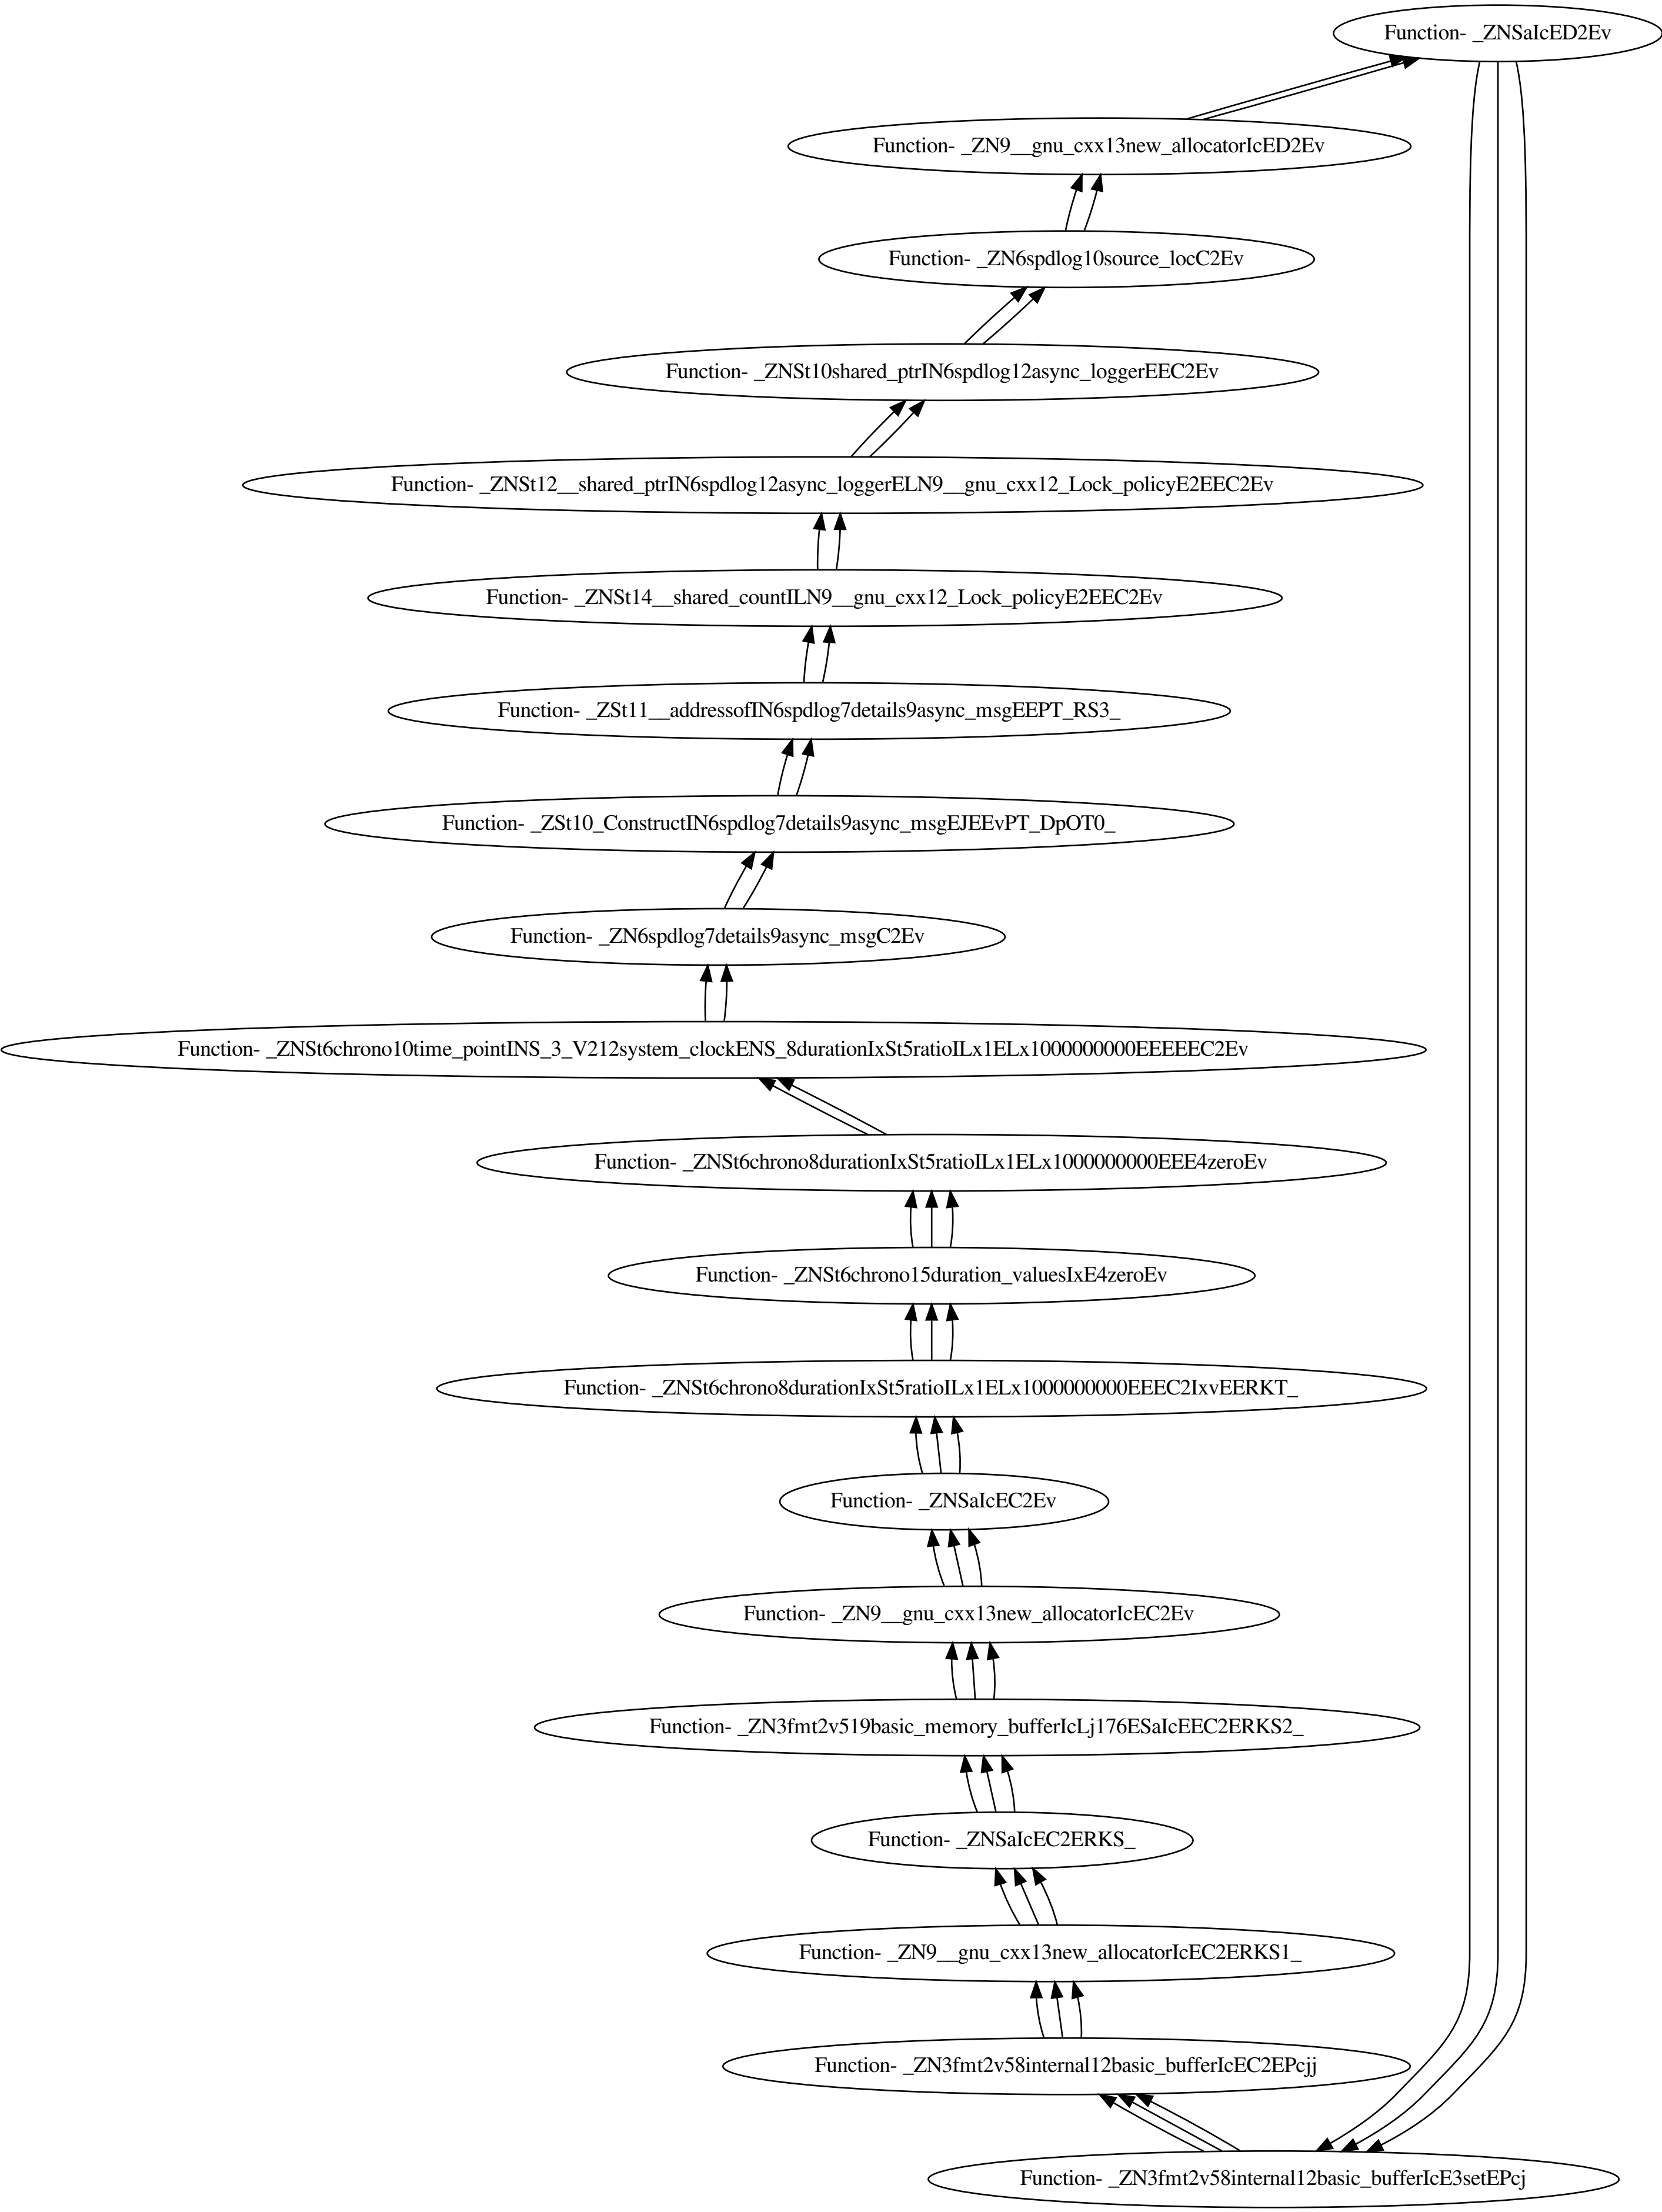 Function- _ZNSaIcED2Ev
Function- _ZN9__gnu_cxx13new_allocatorIcED2Ev
Function- _ZN6spdlog10source_locC2Ev
Function- _ZNSt10shared_ptrIN6spdlog12async_loggerEEC2Ev
Function- _ZNSt12__shared_ptrIN6spdlog12async_loggerELN9__gnu_cxx12_Lock_policyE2EEC2Ev
Function- _ZNSt14__shared_countILN9__gnu_cxx12_Lock_policyE2EEC2Ev
Function- _ZSt11__addressofIN6spdlog7details9async_msgEEPT_RS3_
Function- _ZSt10_ConstructIN6spdlog7details9async_msgEJEEvPT_DpOT0_
Function- _ZN6spdlog7details9async_msgC2Ev
Function- _ZNSt6chrono10time_pointINS_3_V212system_clockENS_8durationIxSt5ratioILx1ELx1000000000EEEEEC2Ev
Function- _ZNSt6chrono8durationIxSt5ratioILx1ELx1000000000EEE4zeroEv
Function- _ZNSt6chrono15duration_valuesIxE4zeroEv
Function- _ZNSt6chrono8durationIxSt5ratioILx1ELx1000000000EEEC2IxvEERKT_
Function- _ZNSaIcEC2Ev
Function- _ZN9__gnu_cxx13new_allocatorIcEC2Ev
Function- _ZN3fmt2v519basic_memory_bufferIcLj176ESaIcEEC2ERKS2_
Function- _ZNSaIcEC2ERKS_
Function- _ZN9__gnu_cxx13new_allocatorIcEC2ERKS1_
Function- _ZN3fmt2v58internal12basic_bufferIcEC2EPcjj
Function- _ZN3fmt2v58internal12basic_bufferIcE3setEPcj